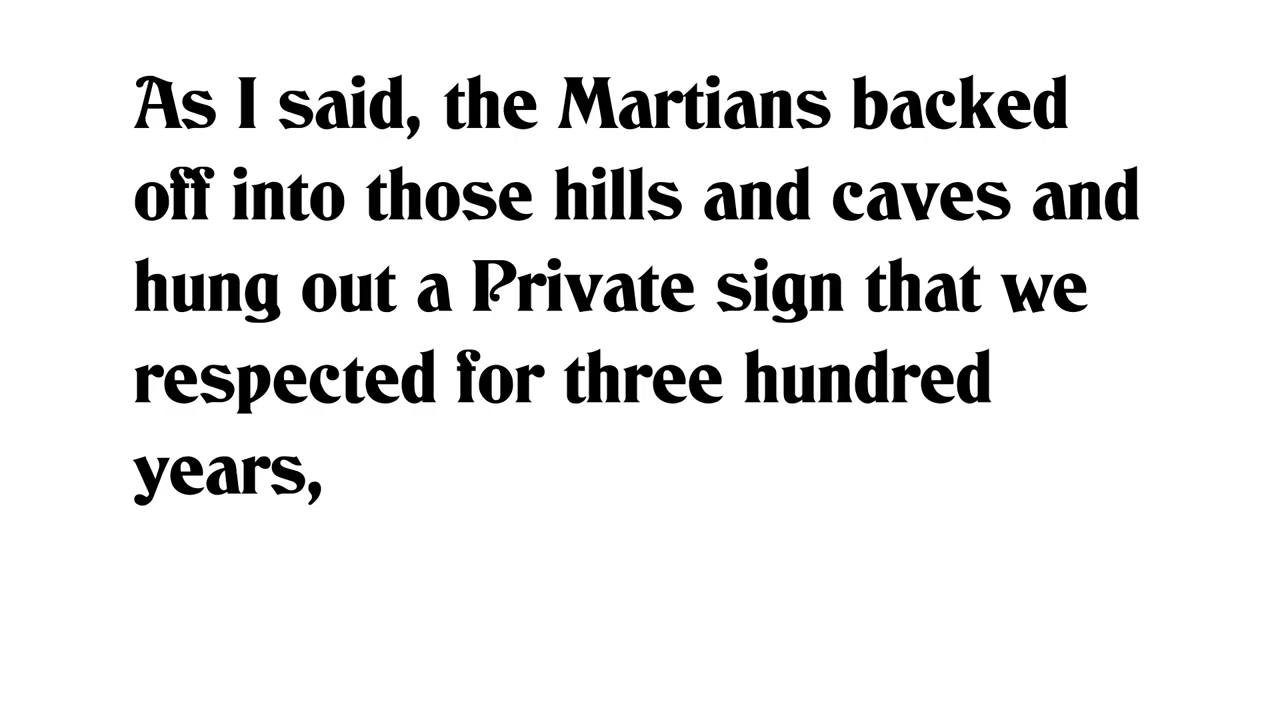 As I said, the Martians backed
off into those hills and caves and
hung out a Private sign that we
respected for three hundred
years,